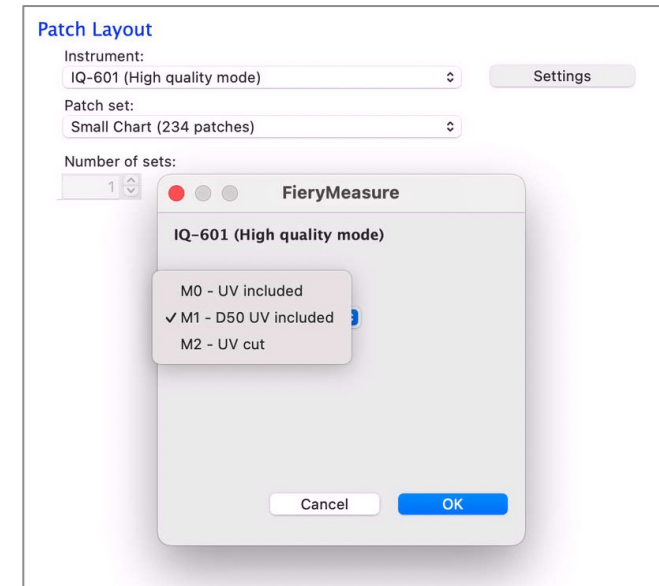 Patch Layout
Instrument:
IQ-601 (High quality mode)
Settings
Patch set:
Small Chart (234 patches)
Number of sets:
1
FieryMeasure
IQ-601 (High quality mode)
M0 - UV included
✓ M1 - D50 UV included
M2 - UV cut
Cancel
OK